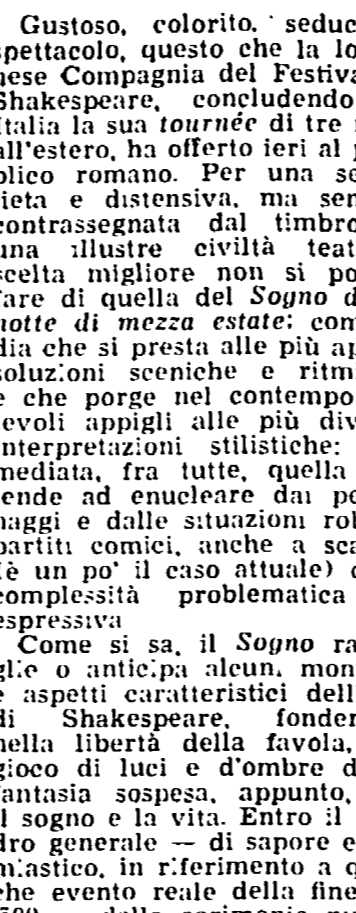 Gustoso, colorito, seduc
spettacolo, questo che la lo
nese Compagnia del Festiva
Shakespeare, concludendo
Italia la sua tournée di tre
all'estero, ha offerto ieri al
blico romano. Per una se
lieta e distensiva, ma sen
contrassegnata dal timbro
una illustre civiltà teat
scelta migliore non si po
fare di quella del Sogno d
notte di mezza estate: com
dia che si presta alle più ap
soluzioni sceniche e ritm
e che porge nel contempo
evoli appigli alle più div
interpretazioni stilistiche:
mediata, fra tutte, quella
tende ad enucleare dai pe
naggi e dalle situazioni rob
partiti comici, anche a sca
(è un po' il caso attuale) d
complessità problematica
espressiva
Come si sa, il Sogno ra
glie o anticipa alcuni mon
e aspetti caratteristici dell
di Shakespeare, fonden
nella libertà della favola,
gioco di luci e d'ombre d
fantasia sospesa, appunto,
il sogno e la vita. Entro il
dro generale — di sapore e
miastico, in riferimento a q
che evento reale della fine